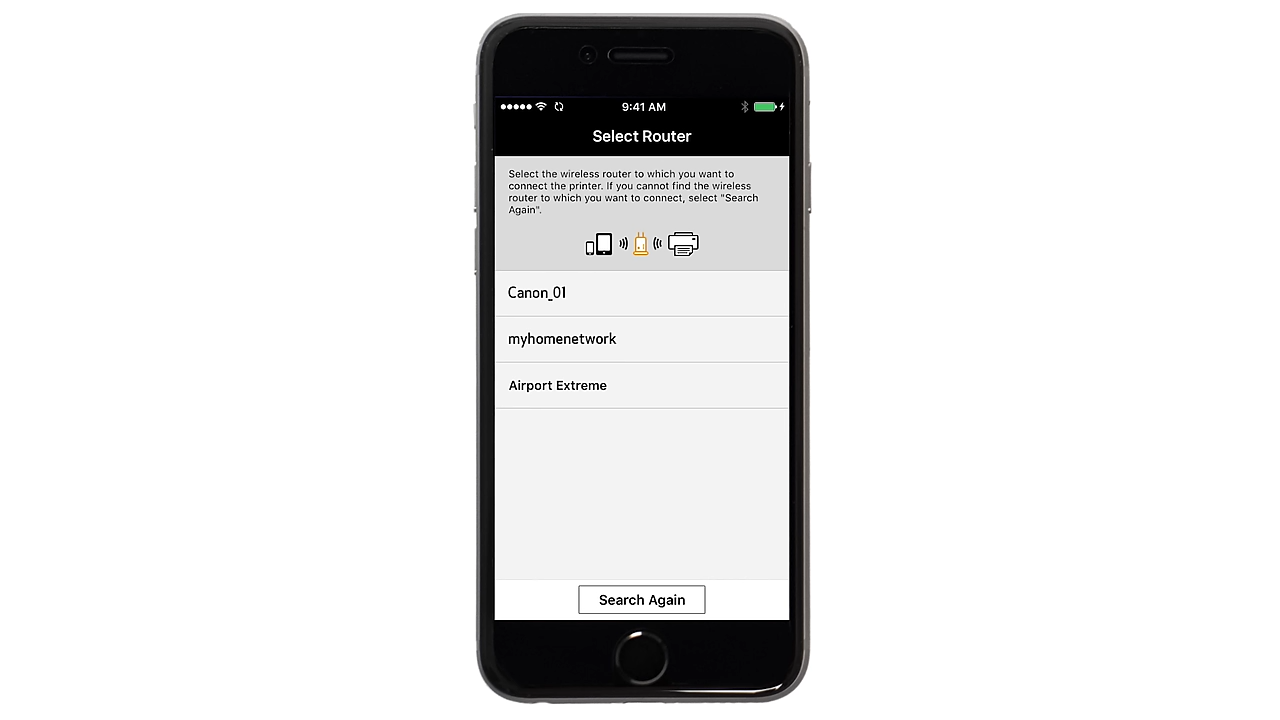 9:41 AM
Select Router
Select the wireless router to which you want to
connect the printer. If you cannot find the wireless
router to which you want to connect, select "Search
Again".
Canon_01
myhomenetwork
Airport Extreme
Search Again